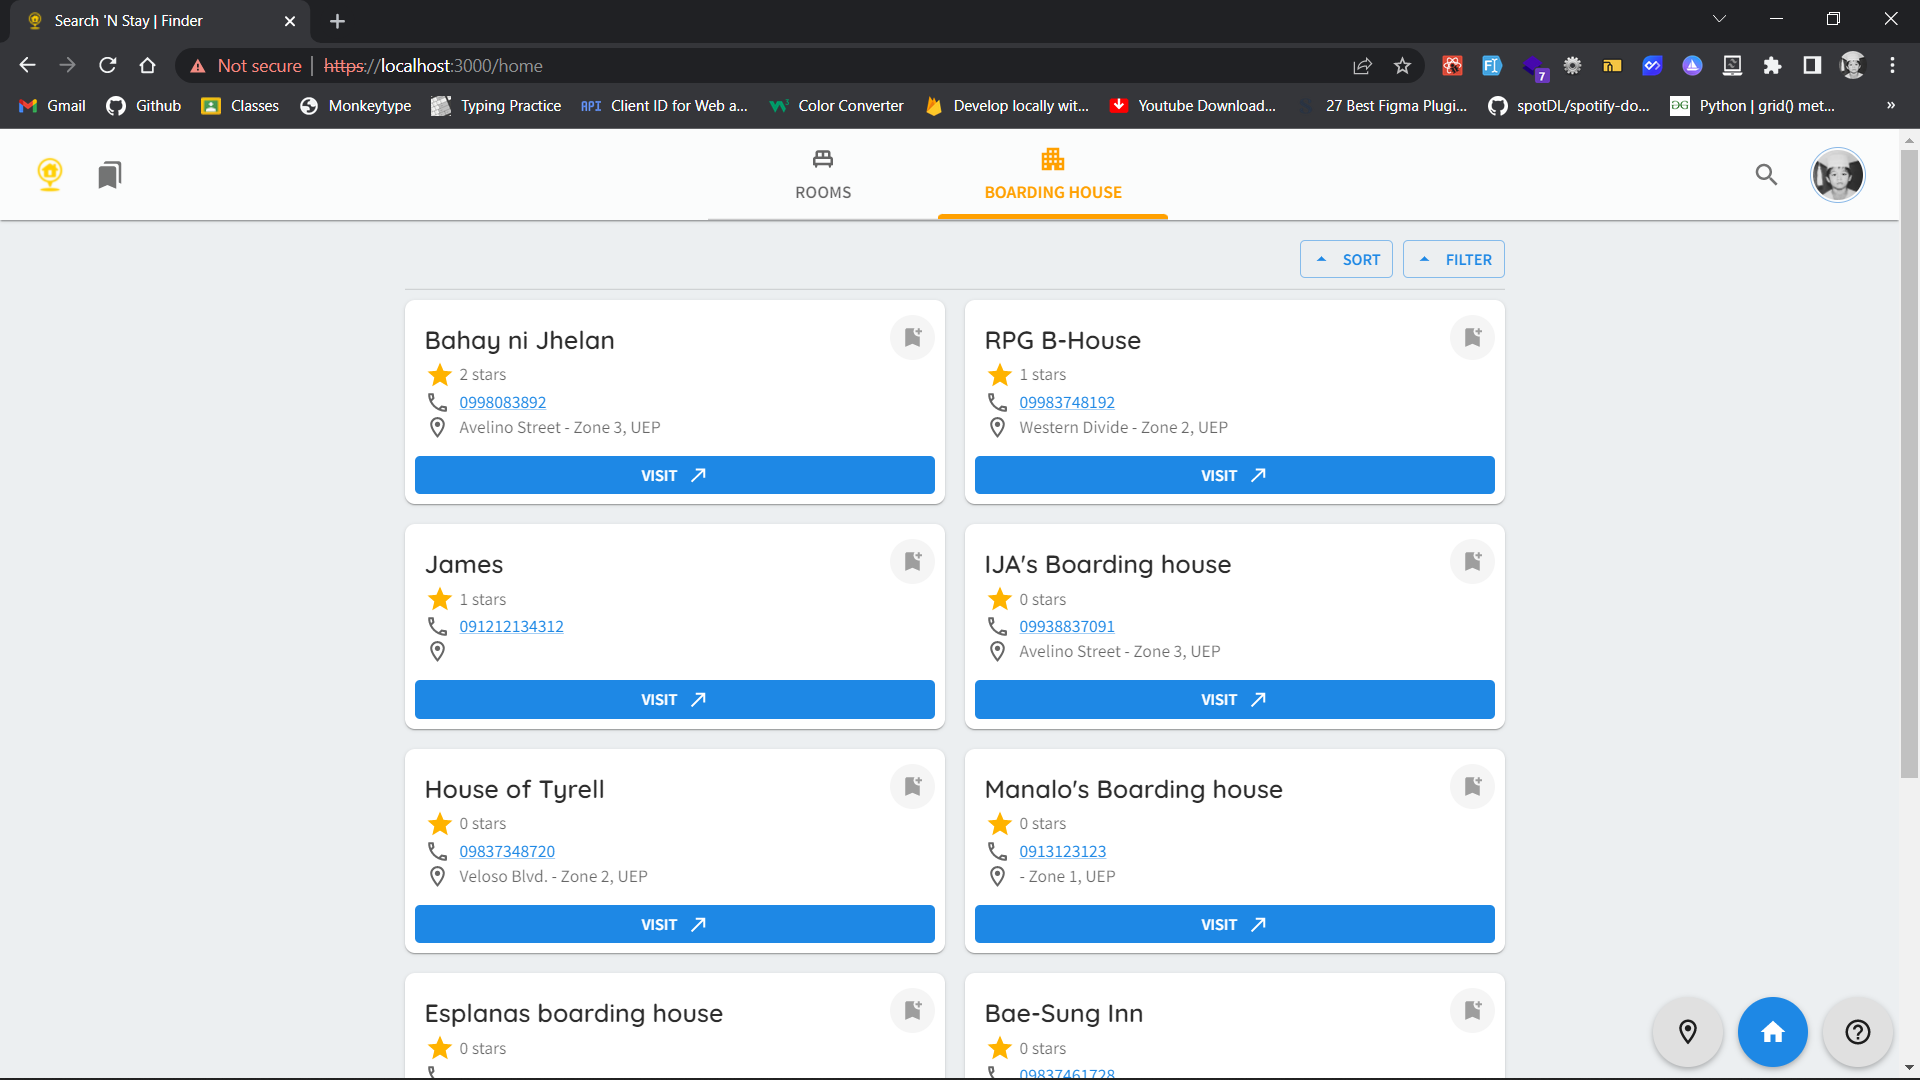 Search 'N Stay | Finder
Not secure https://localhost:3000/home
7
Gmail Github Classes Monkeytype Typing Practice API Client ID for Web a... Color Converter Develop locally wit... Youtube Download... 27 Best Figma Plugi... spotDL/spotify-do... Python | grid() met... »
ROOMS BOARDING HOUSE
SORT FILTER
Bahay ni Jhelan
2 stars
0998083892
Avelino Street - Zone 3, UEP
VISIT
RPG B-House
1 stars
09983748192
Western Divide - Zone 2, UEP
VISIT
James
1 stars
091212134312
VISIT
IJA's Boarding house
0 stars
09938837091
Avelino Street - Zone 3, UEP
VISIT
House of Tyrell
0 stars
09837348720
Veloso Blvd. - Zone 2, UEP
VISIT
Manalo's Boarding house
0 stars
0913123123
- Zone 1, UEP
VISIT
Esplanas boarding house
0 stars
Bae-Sung Inn
0 stars
09837461728